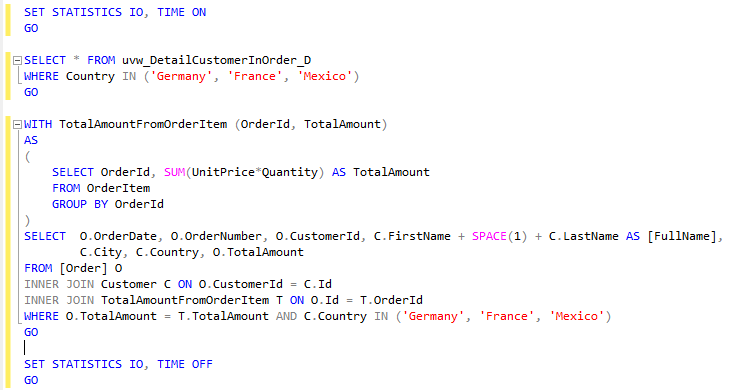 SET STATISTICS IO, TIME ON
GO
SELECT * FROM uvw_DetailCustomerInOrder_D
WHERE Country IN ('Germany', 'France', 'Mexico')
GO
WITH TotalAmountFromOrderItem (OrderId, TotalAmount)
AS
(
SELECT OrderId, SUM(UnitPrice*Quantity) AS TotalAmount
FROM OrderItem
GROUP BY OrderId
)
SELECT  O.OrderDate, O.OrderNumber, O.CustomerId, C.FirstName + SPACE(1) + C.LastName AS [FullName],
C.City, C.Country, O.TotalAmount
FROM [Order] O
INNER JOIN Customer C ON O.CustomerId = C.Id
INNER JOIN TotalAmountFromOrderItem T ON O.Id = T.OrderId
WHERE O.TotalAmount = T.TotalAmount AND C.Country IN ('Germany', 'France', 'Mexico')
GO
SET STATISTICS IO, TIME OFF
GO